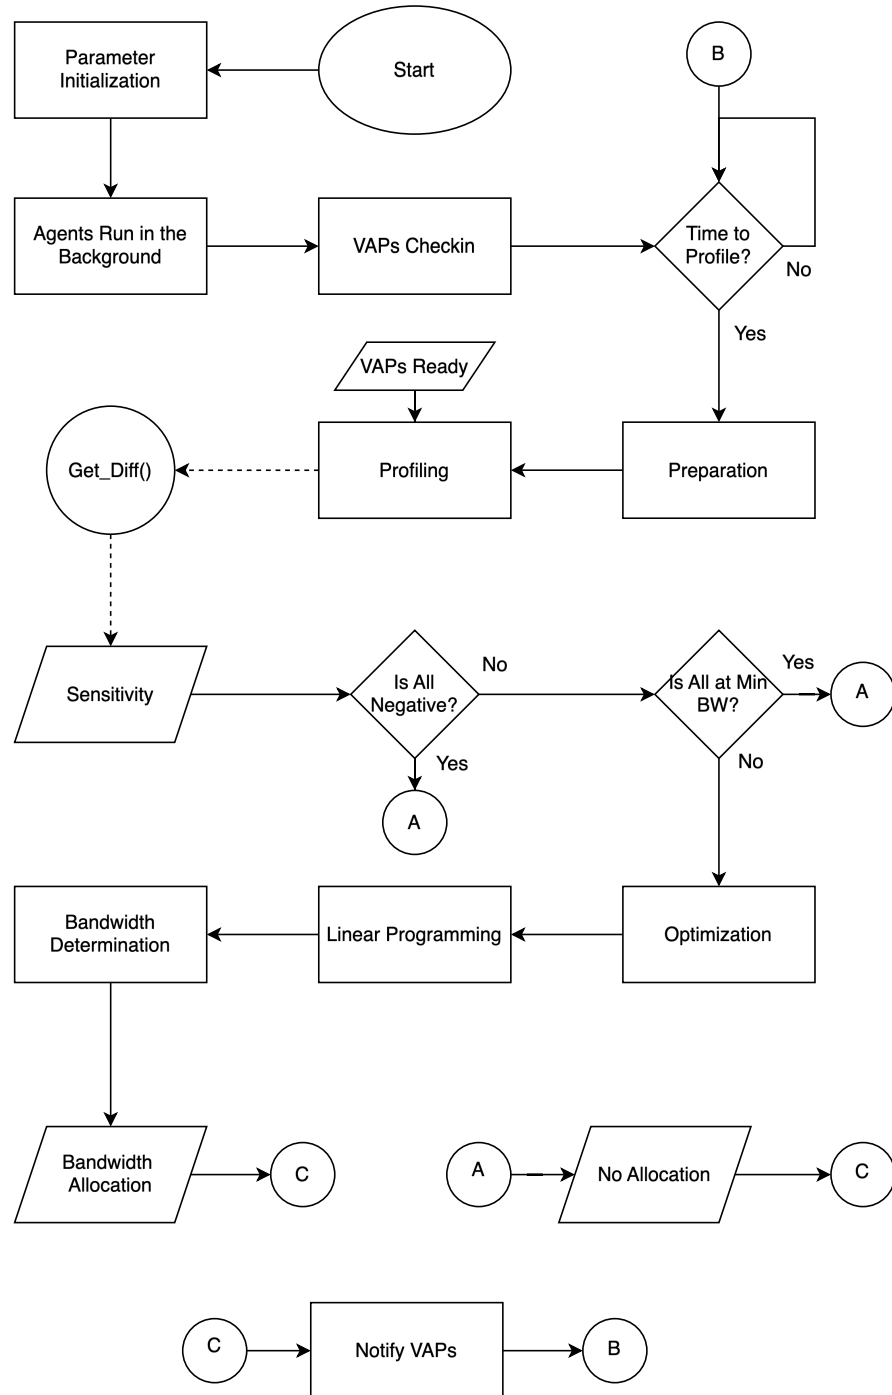 Parameter
Initialization
Start
B
Agents Run in the
Background
VAPs Checkin
Time to
Profile?
No
Yes
VAPs Ready
Get_Diff()
Profiling
Preparation
Sensitivity
Is All
Negative?
No
Is All at Min
BW?
Yes
A
Yes
No
A
Bandwidth
Determination
Linear Programming
Optimization
Bandwidth
Allocation
C
A
No Allocation
C
C
Notify VAPs
B